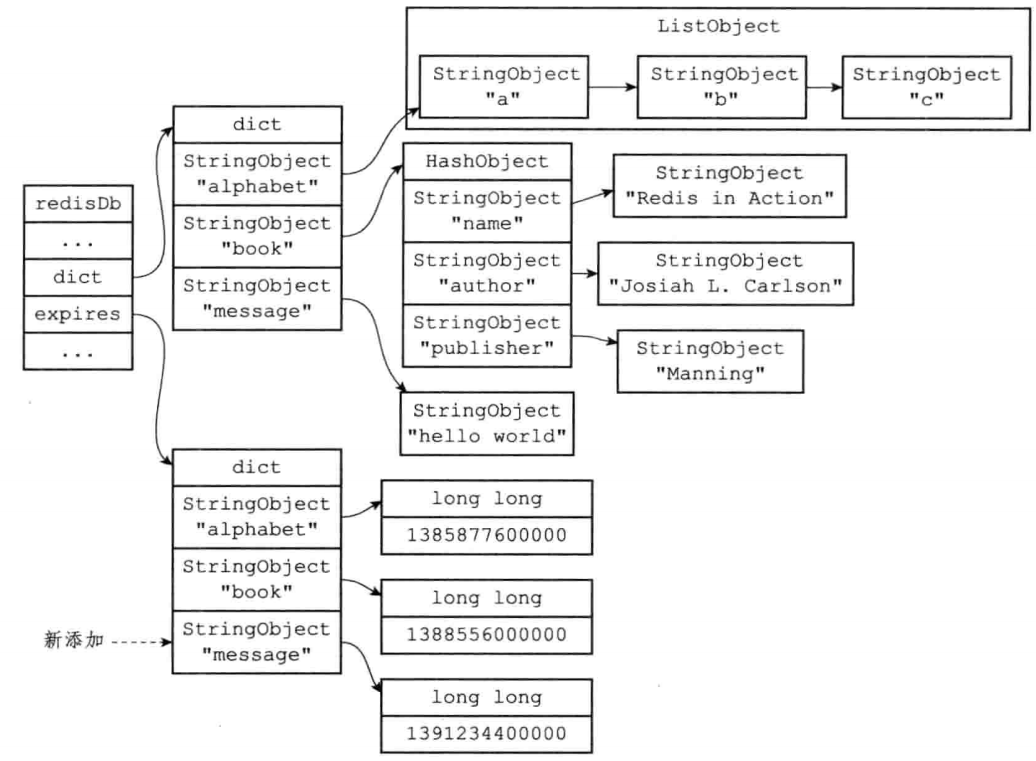 redisDb
...
dict
expires
...
dict
StringObject
"alphabet"
StringObject
"book"
StringObject
"message"
ListObject
StringObject
"a"
StringObject
"b"
StringObject
"c"
HashObject
StringObject
"name"
StringObject
"author"
StringObject
"publisher"
StringObject
"Redis in Action"
StringObject
"Josiah L. Carlson"
StringObject
"Manning"
StringObject
"hello world"
dict
StringObject
"alphabet"
StringObject
"book"
新添加
StringObject
"message"
long long
1385877600000
long long
1388556000000
long long
1391234400000